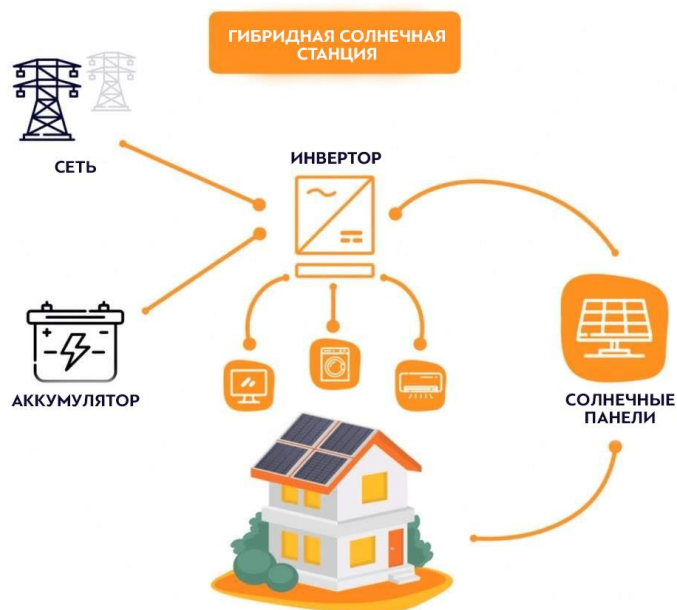 ГИБРИДНАЯ СОЛНЕЧНАЯ
СТАНЦИЯ
ИНВЕРТОР
СЕТЬ
АККУМУЛЯТОР
СОЛНЕЧНЫЕ
ПАНЕЛИ